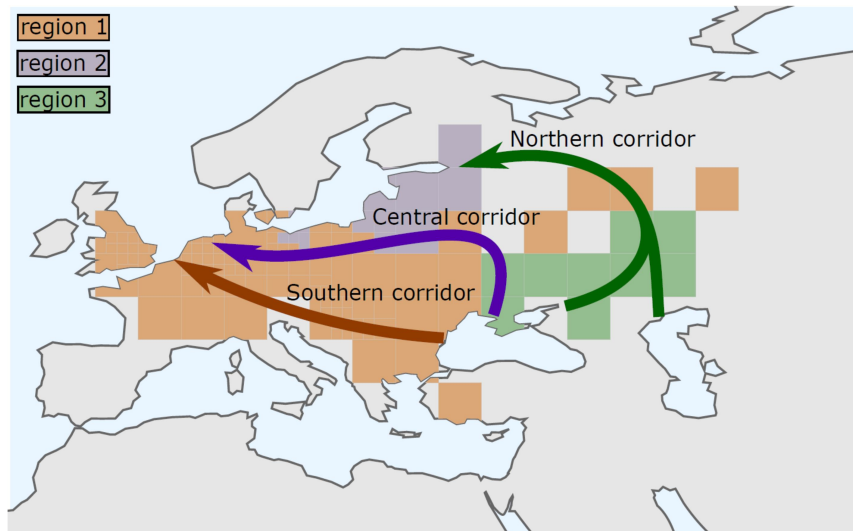 region 1
region 2
region 3
Northern corridor
Central corridor
Southern corridor